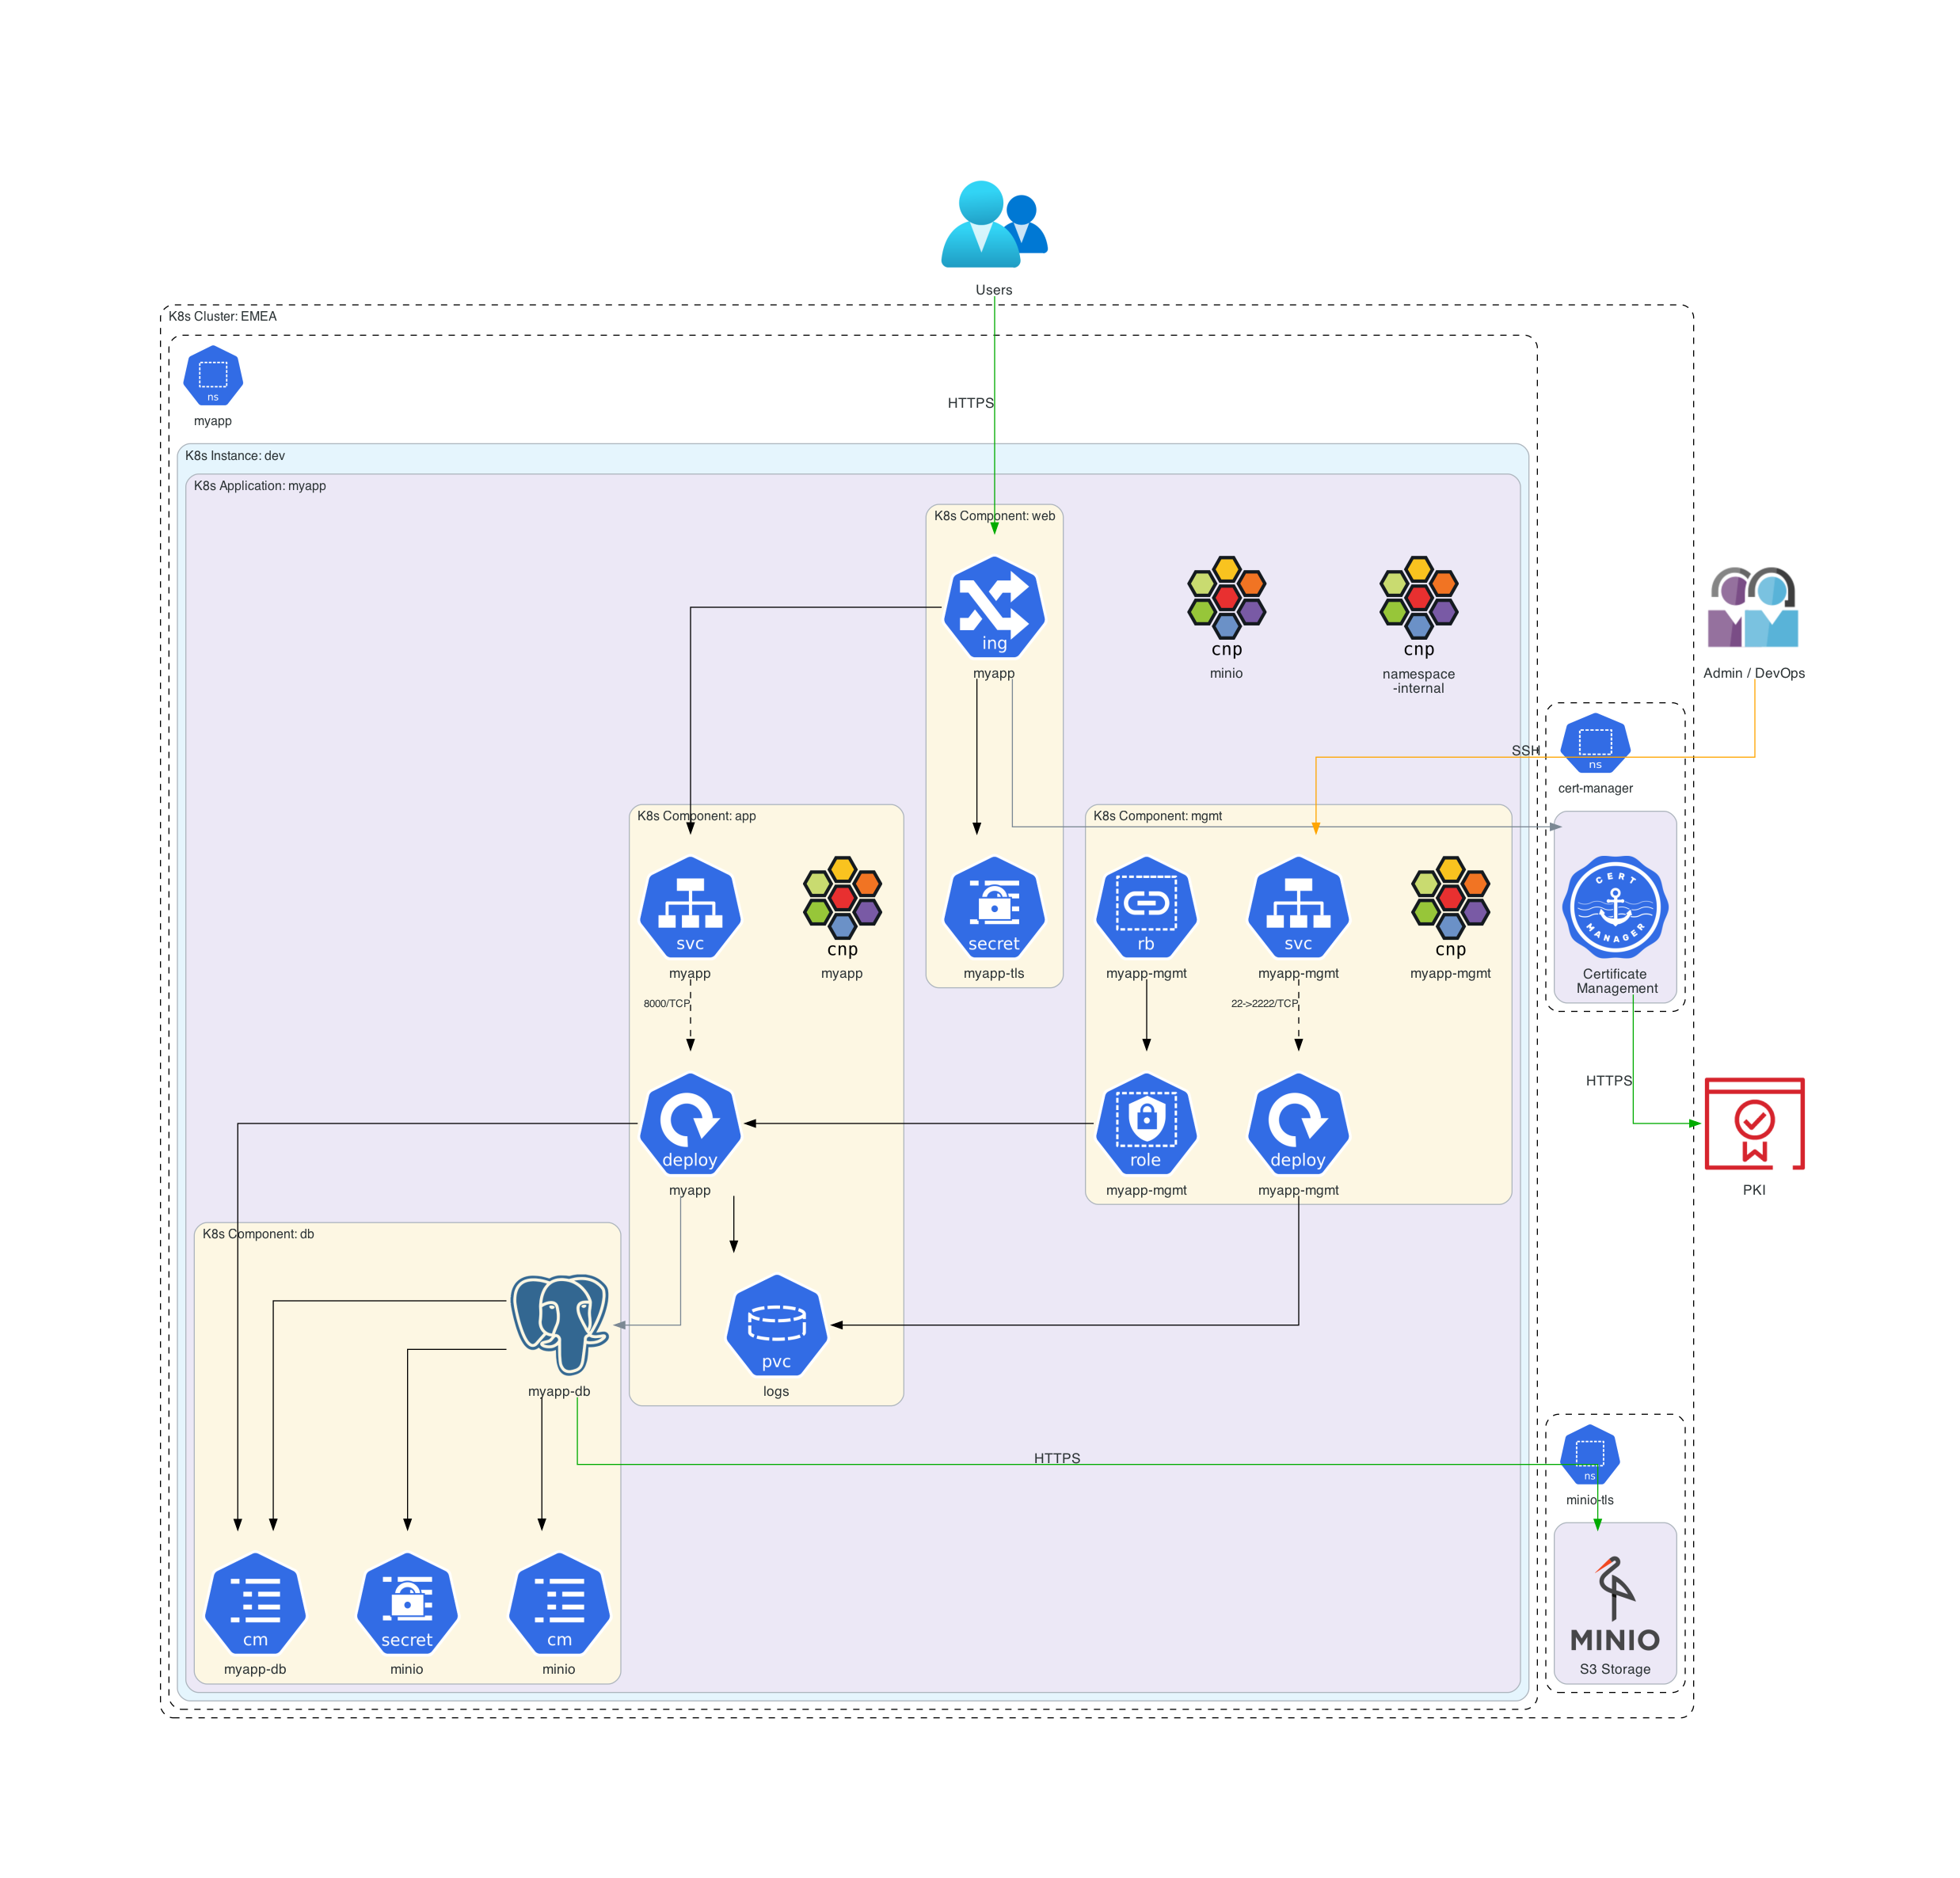 Users
K8s Cluster: EMEA
ns
myapp
HTTPS
K8s Instance: dev
K8s Application: myapp
K8s Component: web
ing
myapp
cnp
minio
cnp
namespace
-internal
Admin / DevOps
SSH
ns
cert-manager
K8s Component: app
svc
myapp
8000/TCP
cnp
myapp
secret
myapp-tls
K8s Component: mgmt
rb
myapp-mgmt
svc
myapp-mgmt
22->2222/TCP
cnp
myapp-mgmt
CERT
MANAGER
Certificate
Management
HTTPS
deploy
myapp
role
myapp-mgmt
deploy
myapp-mgmt
PKI
K8s Component: db
myapp-db
pvc
logs
HTTPS
ns
minio-tls
cm
myapp-db
secret
minio
cm
minio
MINIO
S3 Storage